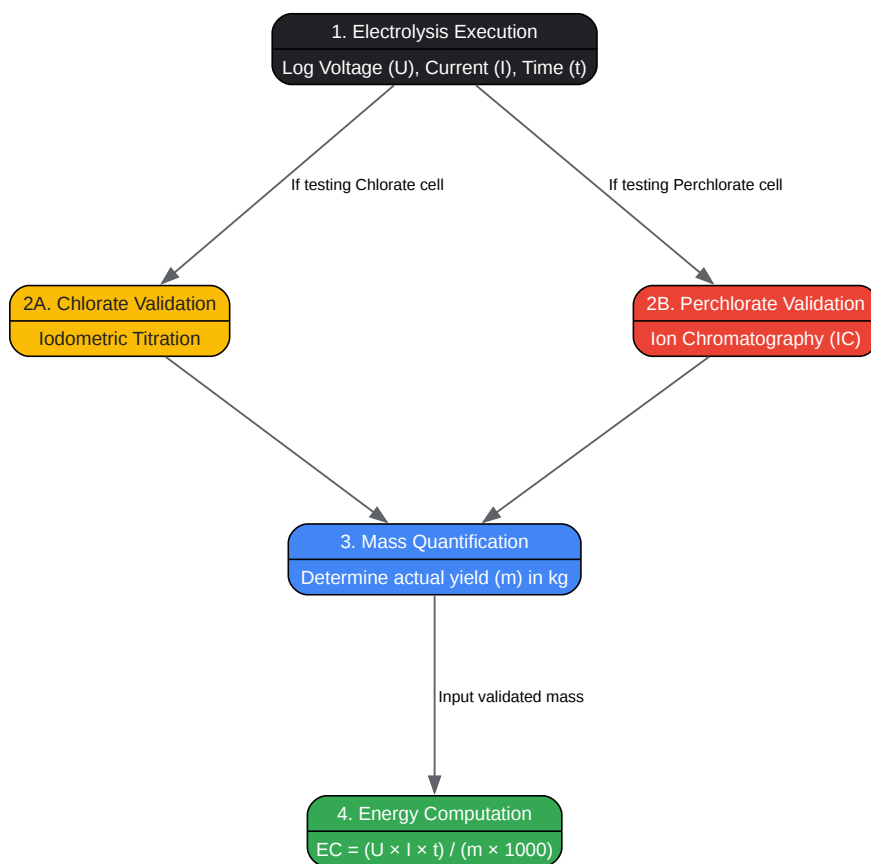 1. Electrolysis Execution
Log Voltage (U), Current (I), Time (t)
If testing Chlorate cell
If testing Perchlorate cell
2A. Chlorate Validation
Iodometric Titration
2B. Perchlorate Validation
Ion Chromatography (IC)
3. Mass Quantification
Determine actual yield (m) in kg
Input validated mass
4. Energy Computation
EC = (U × I × t) / (m × 1000)